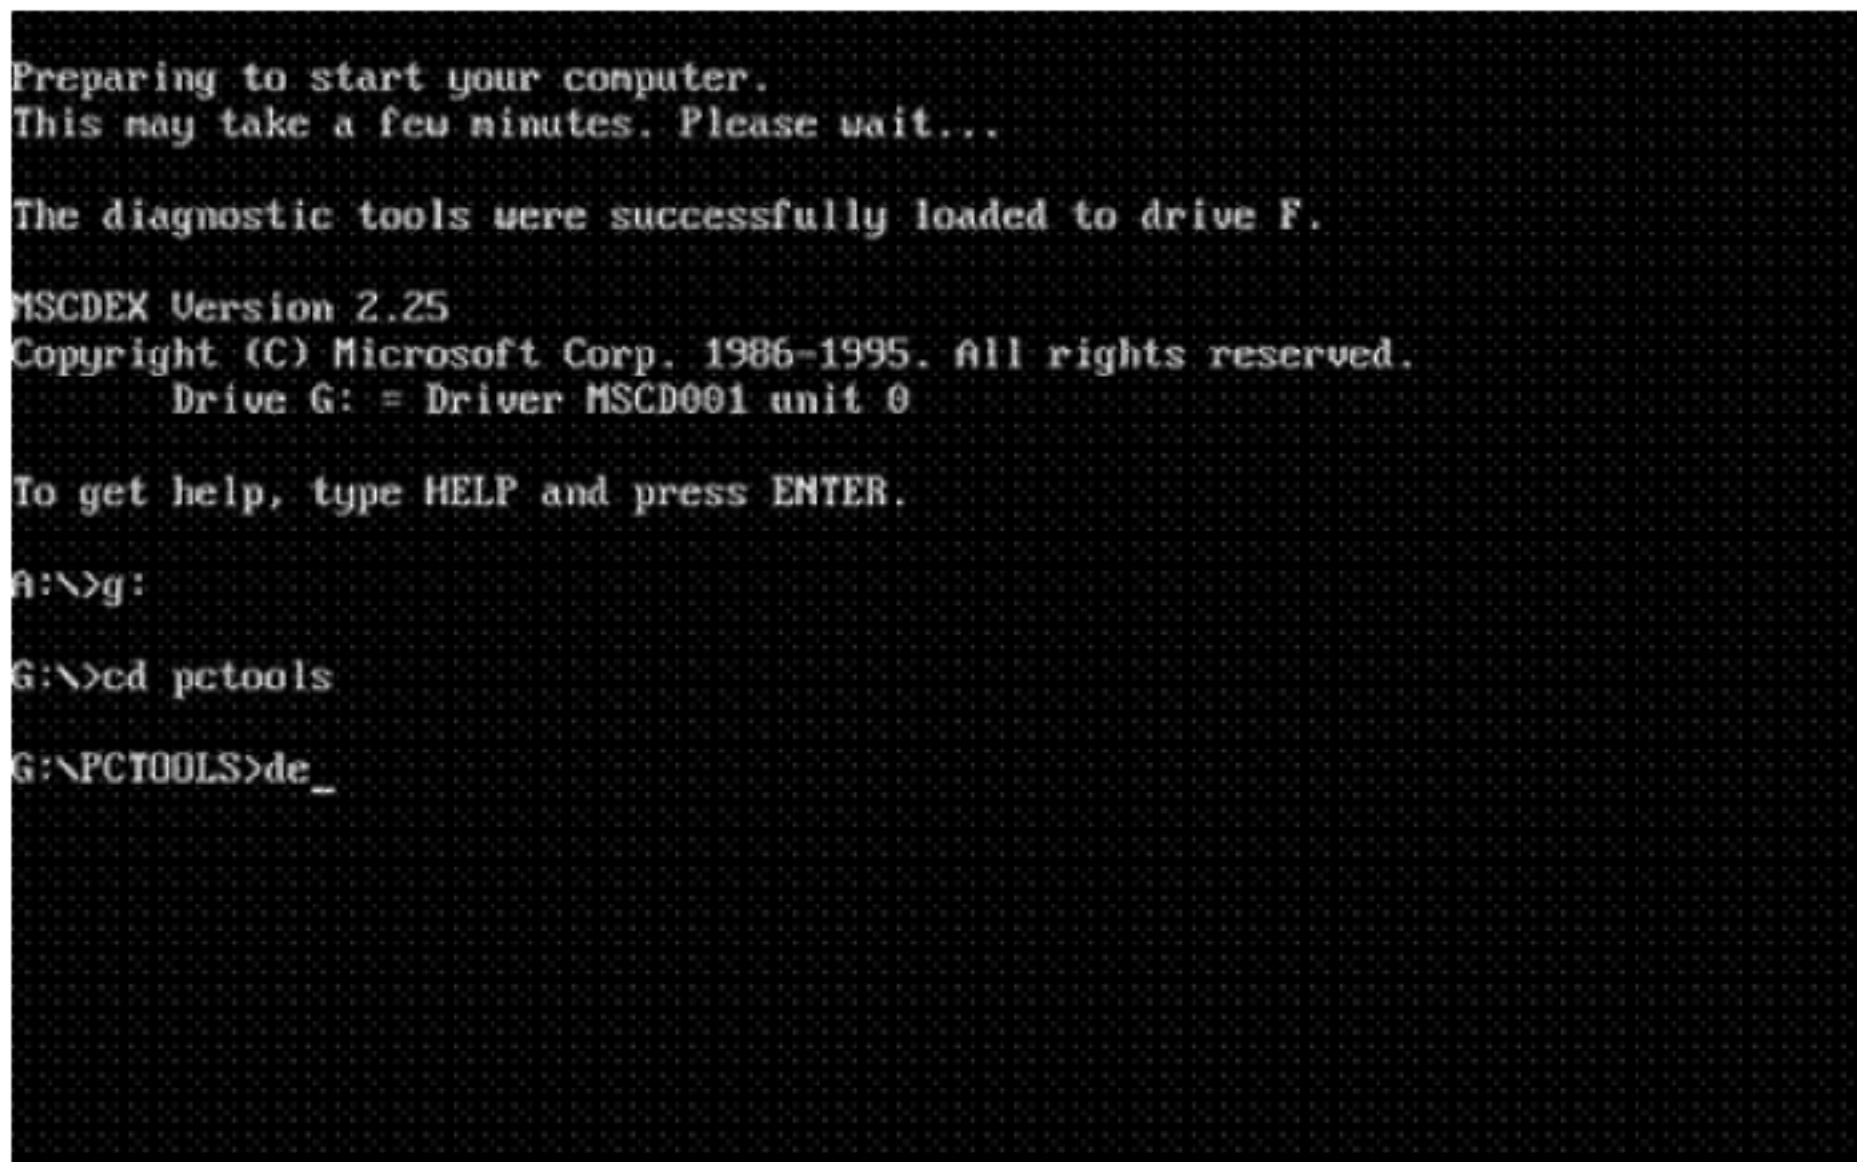 Preparing to start your computer.
This may take a few minutes. Please wait...
The diagnostic tools were successfully loaded to drive F.
MSCDEX Version 2.25
Copyright (C) Microsoft Corp. 1986-1995. All rights reserved.
       Drive G: = Driver MSCD001 unit 0
To get help, type HELP and press ENTER.
A:\>g:
G:\>cd pctools
G:\PCTOOLS>de_